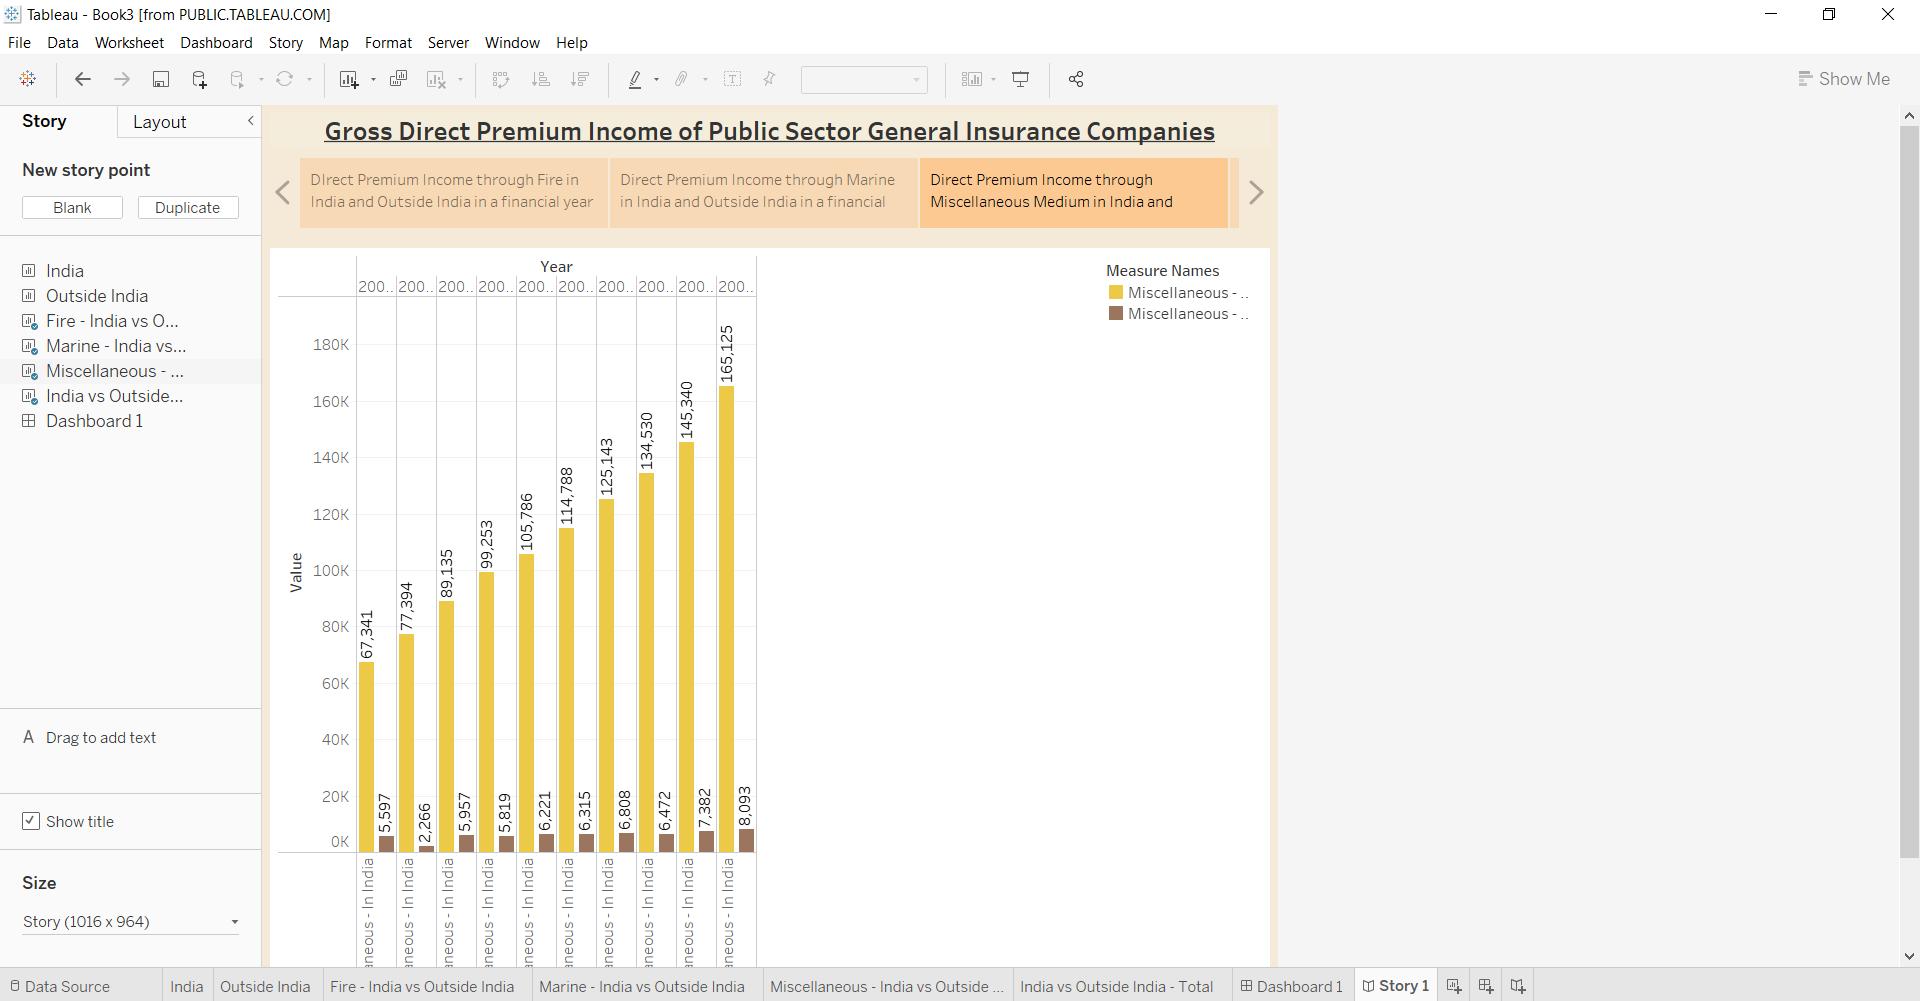 Tableau - Book3 [from PUBLIC.TABLEAU.COM]
File Data Worksheet Dashboard Story Map Format Server Window Help
Show Me
Story
Layout
New story point
Blank
Duplicate
India
Outside India
Fire - India vs O...
Marine - India vs...
Miscellaneous - ...
India vs Outside...
Dashboard 1
A Drag to add text
Show title
Size
Story (1016 x 964)
Gross Direct Premium Income of Public Sector General Insurance Companies
DIrect Premium Income through Fire in
India and Outside India in a financial year
Direct Premium Income through Marine
in India and Outside India in a financial
Direct Premium Income through
Miscellaneous Medium in India and
Year
200.. 200.. 200.. 200.. 200.. 200.. 200.. 200.. 200.. 200..
Value
180K
160K
140K
120K
100K
80K
60K
40K
20K
0K
67,341
5,597
77,394
2,266
89,135
5,957
99,253
5,819
105,786
6,221
114,788
6,315
125,143
6,808
134,530
6,472
145,340
7,382
165,125
8,093
aneous - In India
aneous - In India
aneous - In India
aneous - In India
aneous - In India
aneous - In India
aneous - In India
aneous - In India
aneous - In India
aneous - In India
Measure Names
Miscellaneous - ..
Miscellaneous - ..
Data Source
India
Outside India
Fire - India vs Outside India
Marine - India vs Outside India
Miscellaneous - India vs Outside ...
India vs Outside India - Total
Dashboard 1
Story 1